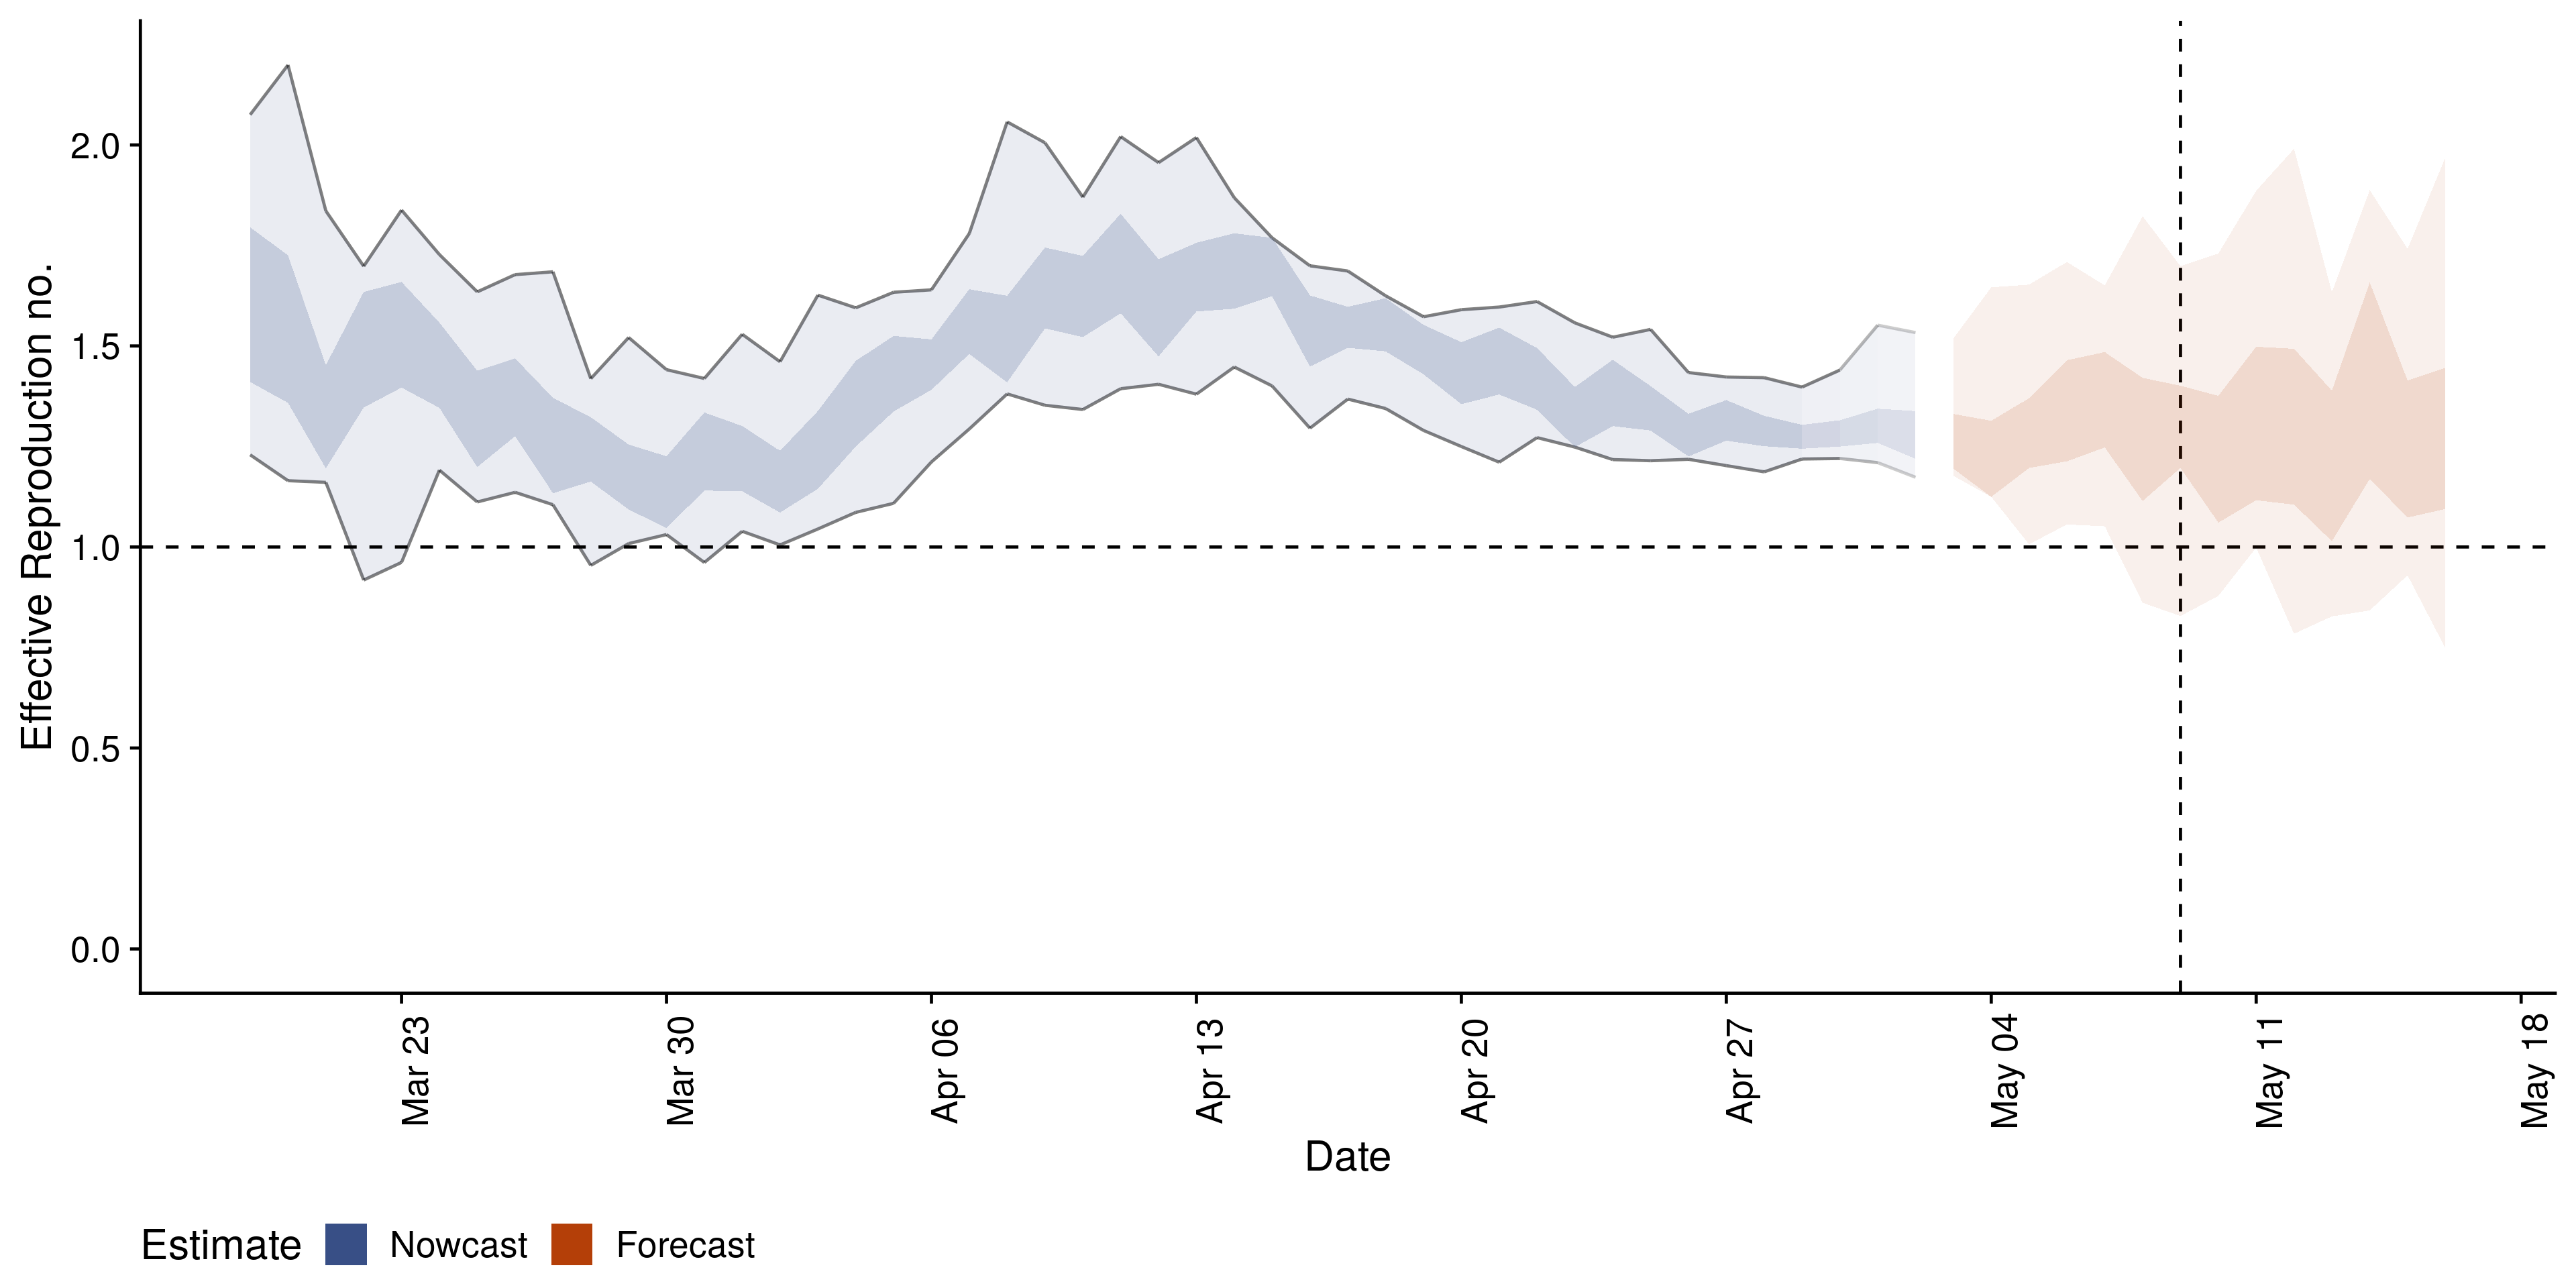 Effective Reproduction no.
2.0
1.5
1.0
0.5
0.0
Mar 23
Mar 30
Apr 06
Apr 13
Apr 20
Apr 27
May 04
May 11
May 18
Date
Estimate Nowcast Forecast